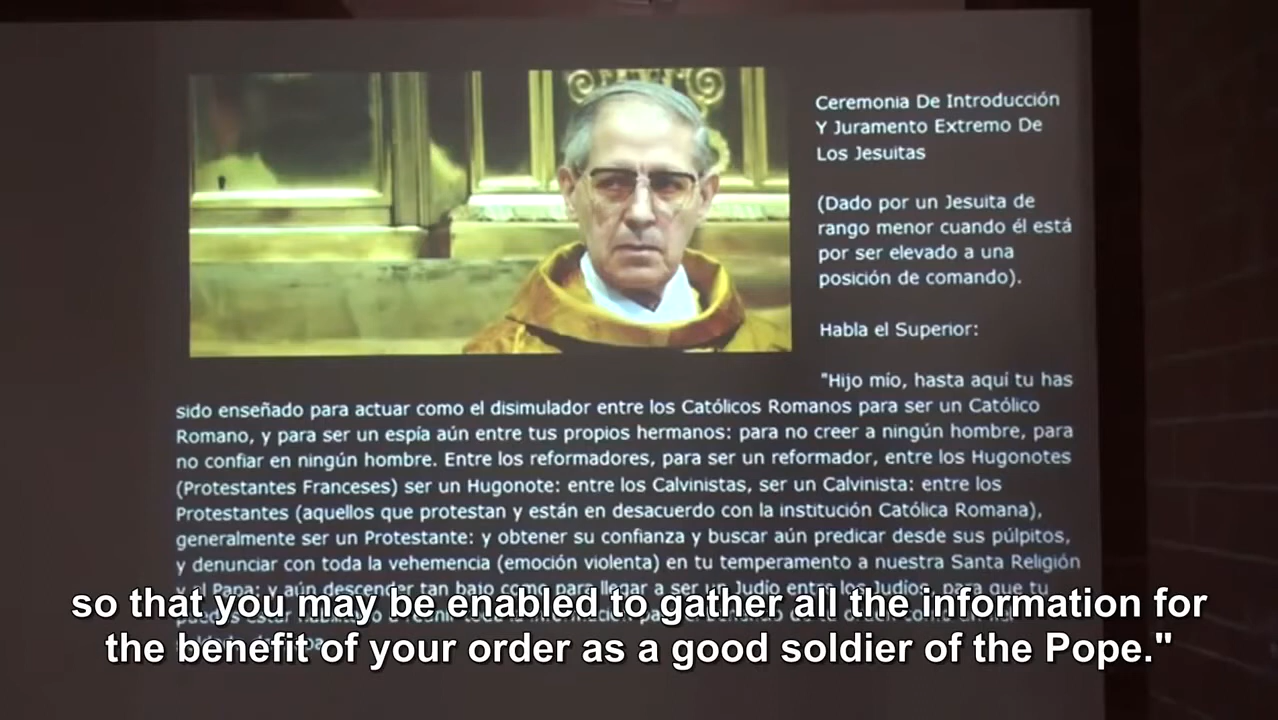 Ceremonia De Introducción
Y Juramento Extremo De
Los Jesuitas
(Dado por un Jesuita de
rango menor cuando él está
por ser elevado a una
posición de comando).
Habla el Superior:
"Hijo mío, hasta aquí tu has
sido enseñado para actuar como el disimulador entre los Católicos Romanos para ser un Católico
Romano, y para ser un espía aún entre tus propios hermanos: para no creer a ningún hombre, para
no confiar en ningún hombre. Entre los reformadores, para ser un reformador, entre los Hugonotes
(Protestantes Franceses) ser un Hugonote: entre los Calvinistas, ser un Calvinista: entre los
Protestantes (aquellos que protestan y están en desacuerdo con la institución Católica Romana),
generalmente ser un Protestante: y obtener su confianza y buscar aún predicar desde sus púlpitos,
y denunciar con toda la vehemencia (emoción violenta) en tu temperamento a nuestra Santa Religión
y el Papa; y aún descender tan bajo como para llegar a ser un Judío entre los Judíos, para que tu
so that you may be enabled to gather all the information for
the benefit of your order as a good soldier of the Pope."